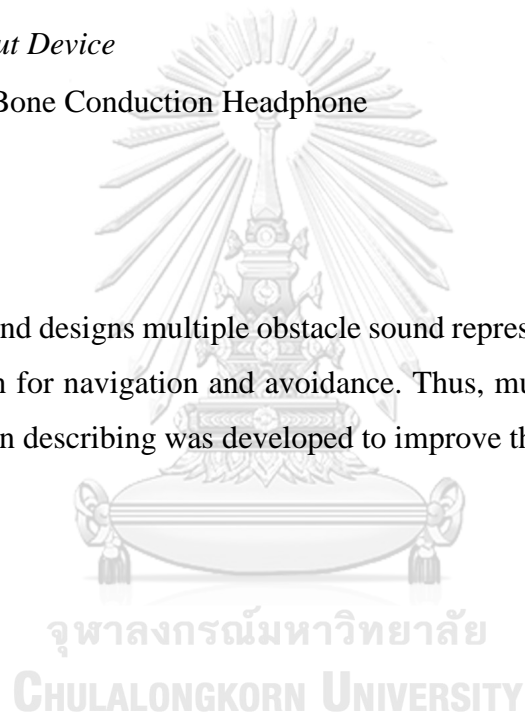 ut Device
Bone Conduction Headphone
nd designs multiple obstacle sound repres
n for navigation and avoidance. Thus, mu
n describing was developed to improve th
จุฬาลงกรณ์มหาวิทยาลัย
CHULALONGKORN UNIVERSITY